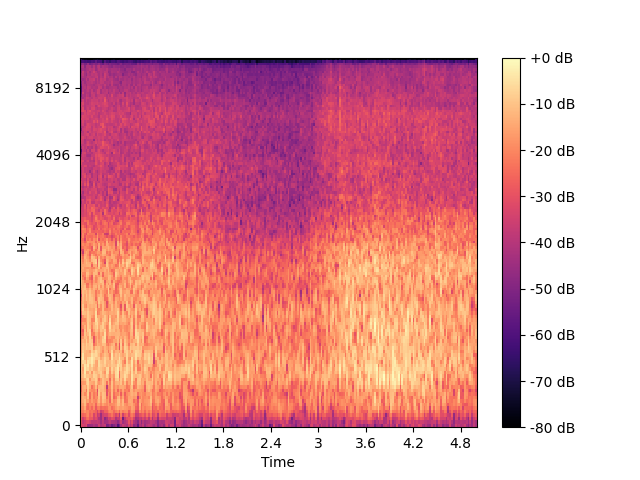 8192
4096
2048
1024
512
0
Hz
0 0.6 1.2 1.8 2.4 3 3.6 4.2 4.8
Time
+0 dB
-10 dB
-20 dB
-30 dB
-40 dB
-50 dB
-60 dB
-70 dB
-80 dB